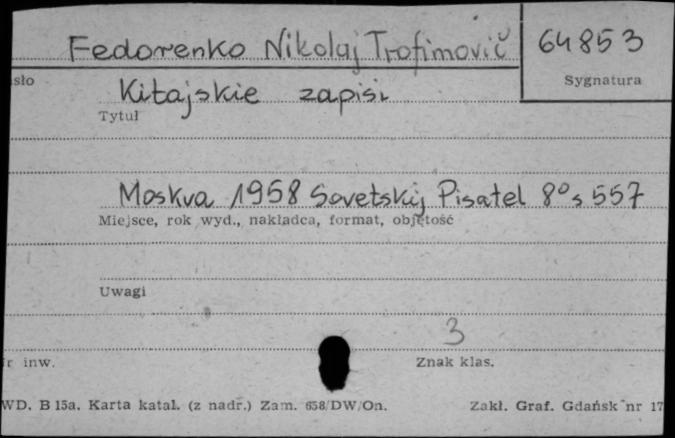 Fedorenko Nikolaj Trofimovič 64853
sło Sygnatura
Kitajskie zapisi
Tytuł
Moskva 1958 Sovetskij Pisatel 8° s 557
Miejsce, rok wyd., nakładca, format, objętość
Uwagi
3
r inw. Znak klas.
WD. B 15a. Karta katal. (z nadr.) Zam. 658/DW/On. Zakł. Graf. Gdańsk nr 17